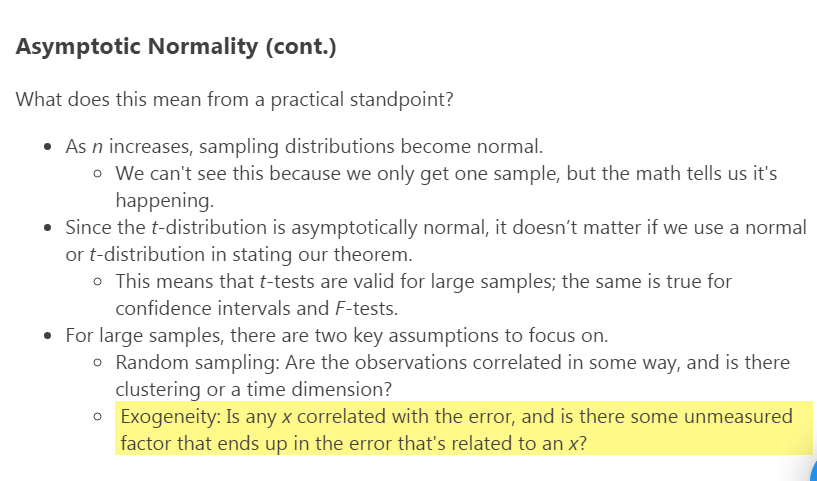 Asymptotic Normality (cont.)
What does this mean from a practical standpoint?
• As n increases, sampling distributions become normal.
◦ We can't see this because we only get one sample, but the math tells us it's
happening.
• Since the t-distribution is asymptotically normal, it doesn’t matter if we use a normal
or t-distribution in stating our theorem.
◦ This means that t-tests are valid for large samples; the same is true for
confidence intervals and F-tests.
• For large samples, there are two key assumptions to focus on.
◦ Random sampling: Are the observations correlated in some way, and is there
clustering or a time dimension?
◦ Exogeneity: Is any x correlated with the error, and is there some unmeasured
factor that ends up in the error that's related to an x?